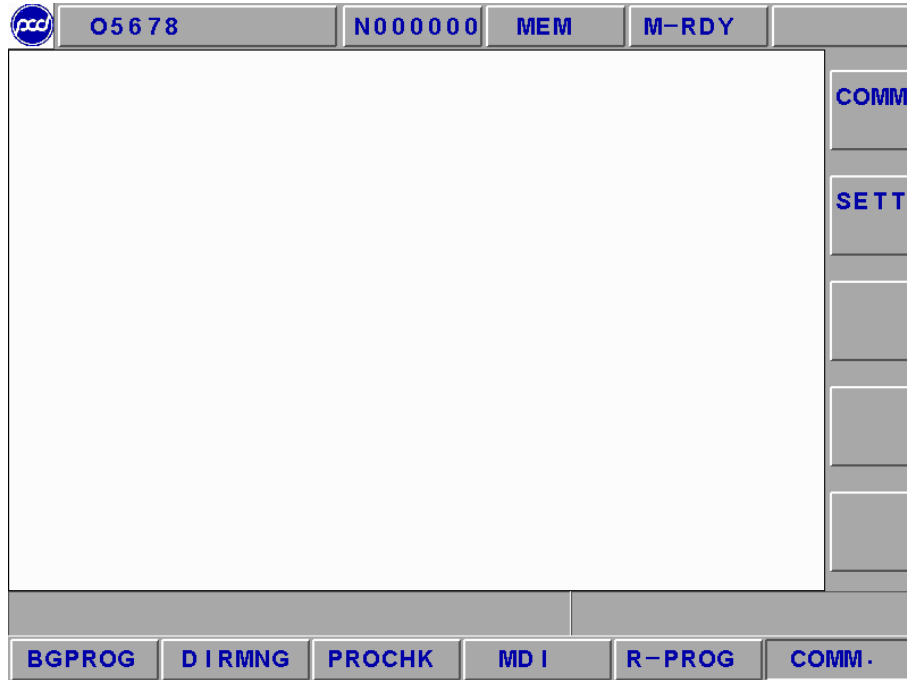 pcd O5678 N000000 MEM M-RDY
COMM
SETT
BGPROG DIRMNG PROCHK MDI R-PROG COMM.